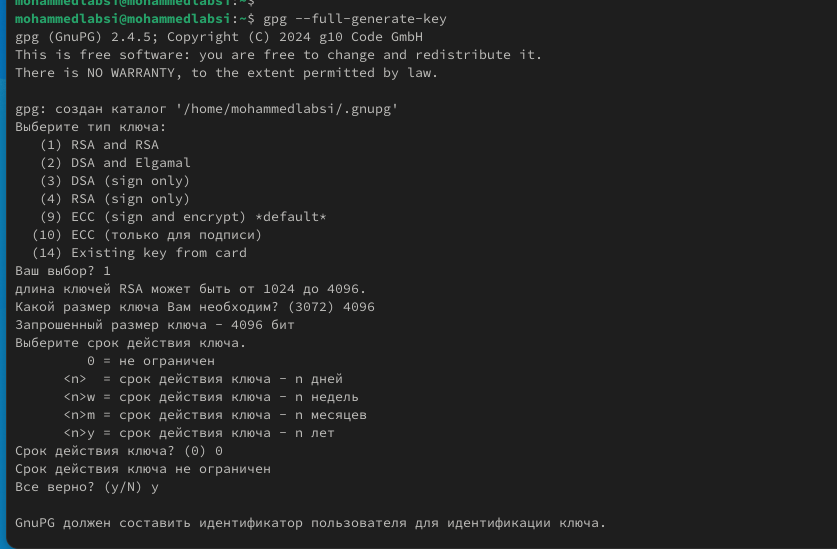 mohammedlabsi@mohammedlabsi:~$
mohammedlabsi@mohammedlabsi:~$ gpg --full-generate-key
gpg (GnuPG) 2.4.5; Copyright (C) 2024 g10 Code GmbH
This is free software: you are free to change and redistribute it.
There is NO WARRANTY, to the extent permitted by law.

gpg: создан каталог '/home/mohammedlabsi/.gnupg'
Выберите тип ключа:
   (1) RSA and RSA
   (2) DSA and Elgamal
   (3) DSA (sign only)
   (4) RSA (sign only)
   (9) ECC (sign and encrypt) *default*
  (10) ECC (только для подписи)
  (14) Existing key from card
Ваш выбор? 1
длина ключей RSA может быть от 1024 до 4096.
Какой размер ключа Вам необходим? (3072) 4096
Запрошенный размер ключа - 4096 бит
Выберите срок действия ключа.
         0 = не ограничен
      <n>  = срок действия ключа - n дней
      <n>w = срок действия ключа - n недель
      <n>m = срок действия ключа - n месяцев
      <n>y = срок действия ключа - n лет
Срок действия ключа? (0) 0
Срок действия ключа не ограничен
Все верно? (y/N) y

GnuPG должен составить идентификатор пользователя для идентификации ключа.